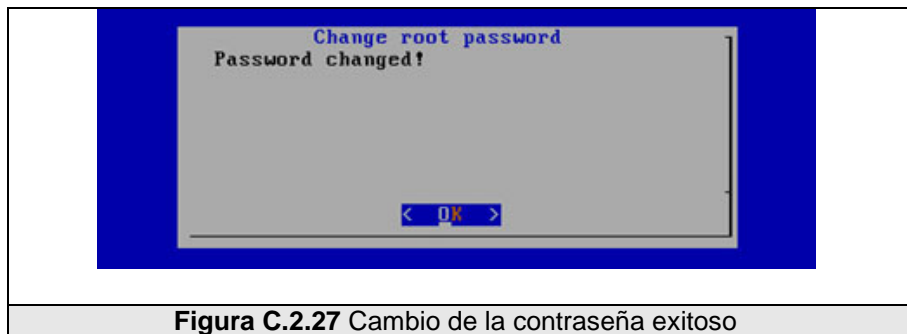 Change root password
Password changed!
< OK >
Figura C.2.27 Cambio de la contraseña exitoso